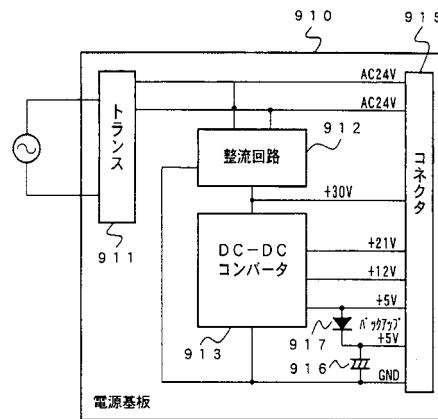 910
915
AC24V
AC24V
トランス
912
整流回路
コネクタ
+30V
911
DC-DC
コンバータ
+21V
+12V
+5V
バックアップ
917
+5V
913
916
GND
電源基板